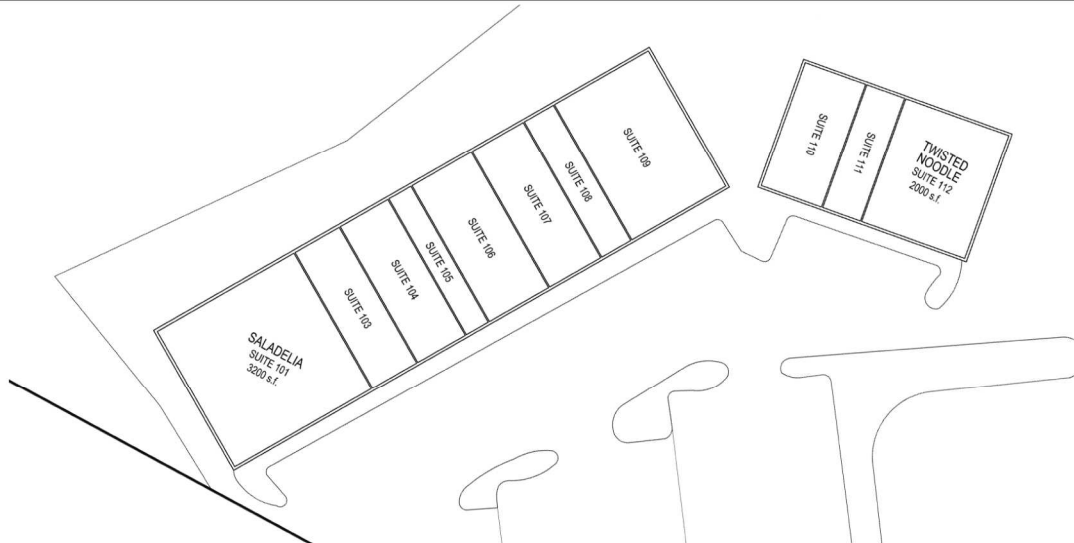 SALADELIA
SUITE 101
3200 s.f.
SUITE 103
SUITE 104
SUITE 105
SUITE 106
SUITE 107
SUITE 108
SUITE 109
SUITE 110
SUITE 111
TWISTED
NOODLE
SUITE 112
2000 s.f.